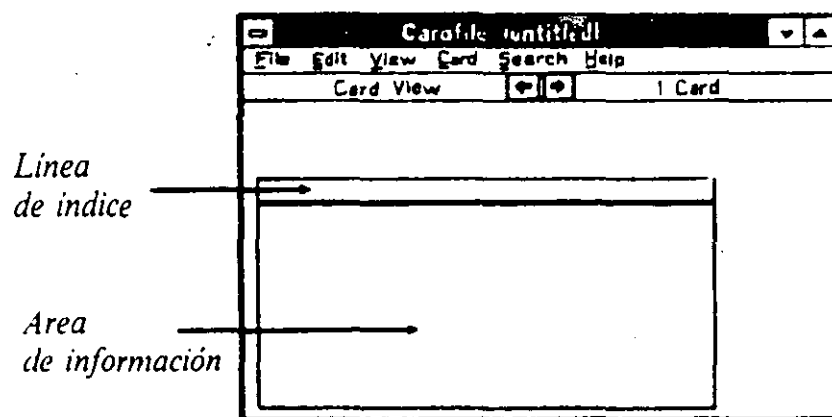 Cardfile (untitled)
File Edit View Card Search Help
Card View 1 Card
Línea
de índice
Area
de información